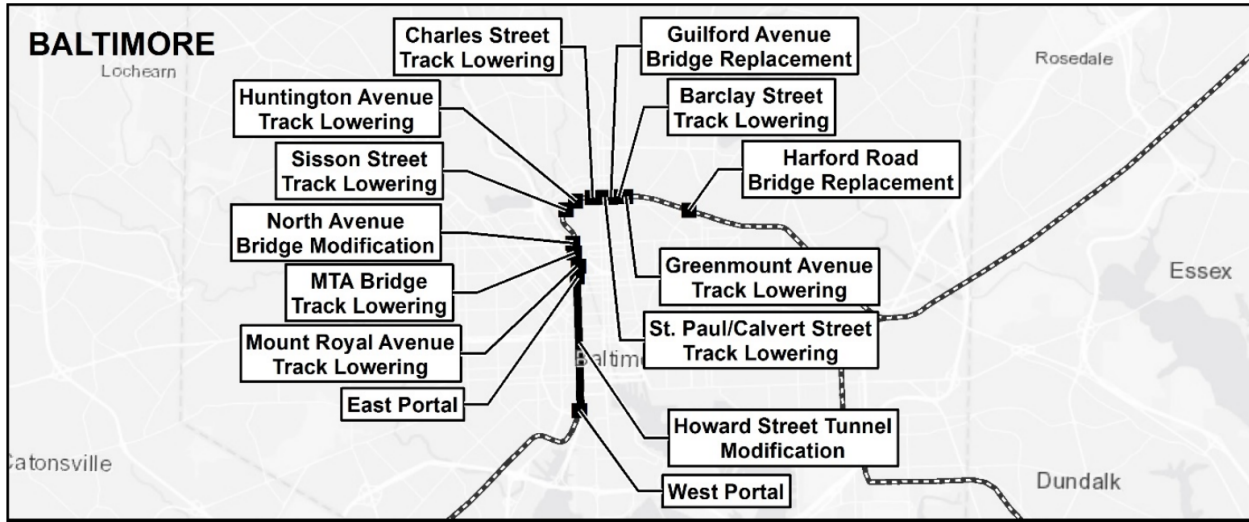 BALTIMORE
Lochearn
Charles Street
Track Lowering
Guilford Avenue
Bridge Replacement
Rosedale
Huntington Avenue
Track Lowering
Barclay Street
Track Lowering
Sisson Street
Track Lowering
Harford Road
Bridge Replacement
North Avenue
Bridge Modification
MTA Bridge
Track Lowering
Greenmount Avenue
Track Lowering
Essex
Mount Royal Avenue
Track Lowering
St. Paul/Calvert Street
Track Lowering
Baltimo
East Portal
Howard Street Tunnel
Modification
Catonsville
West Portal
Dundalk